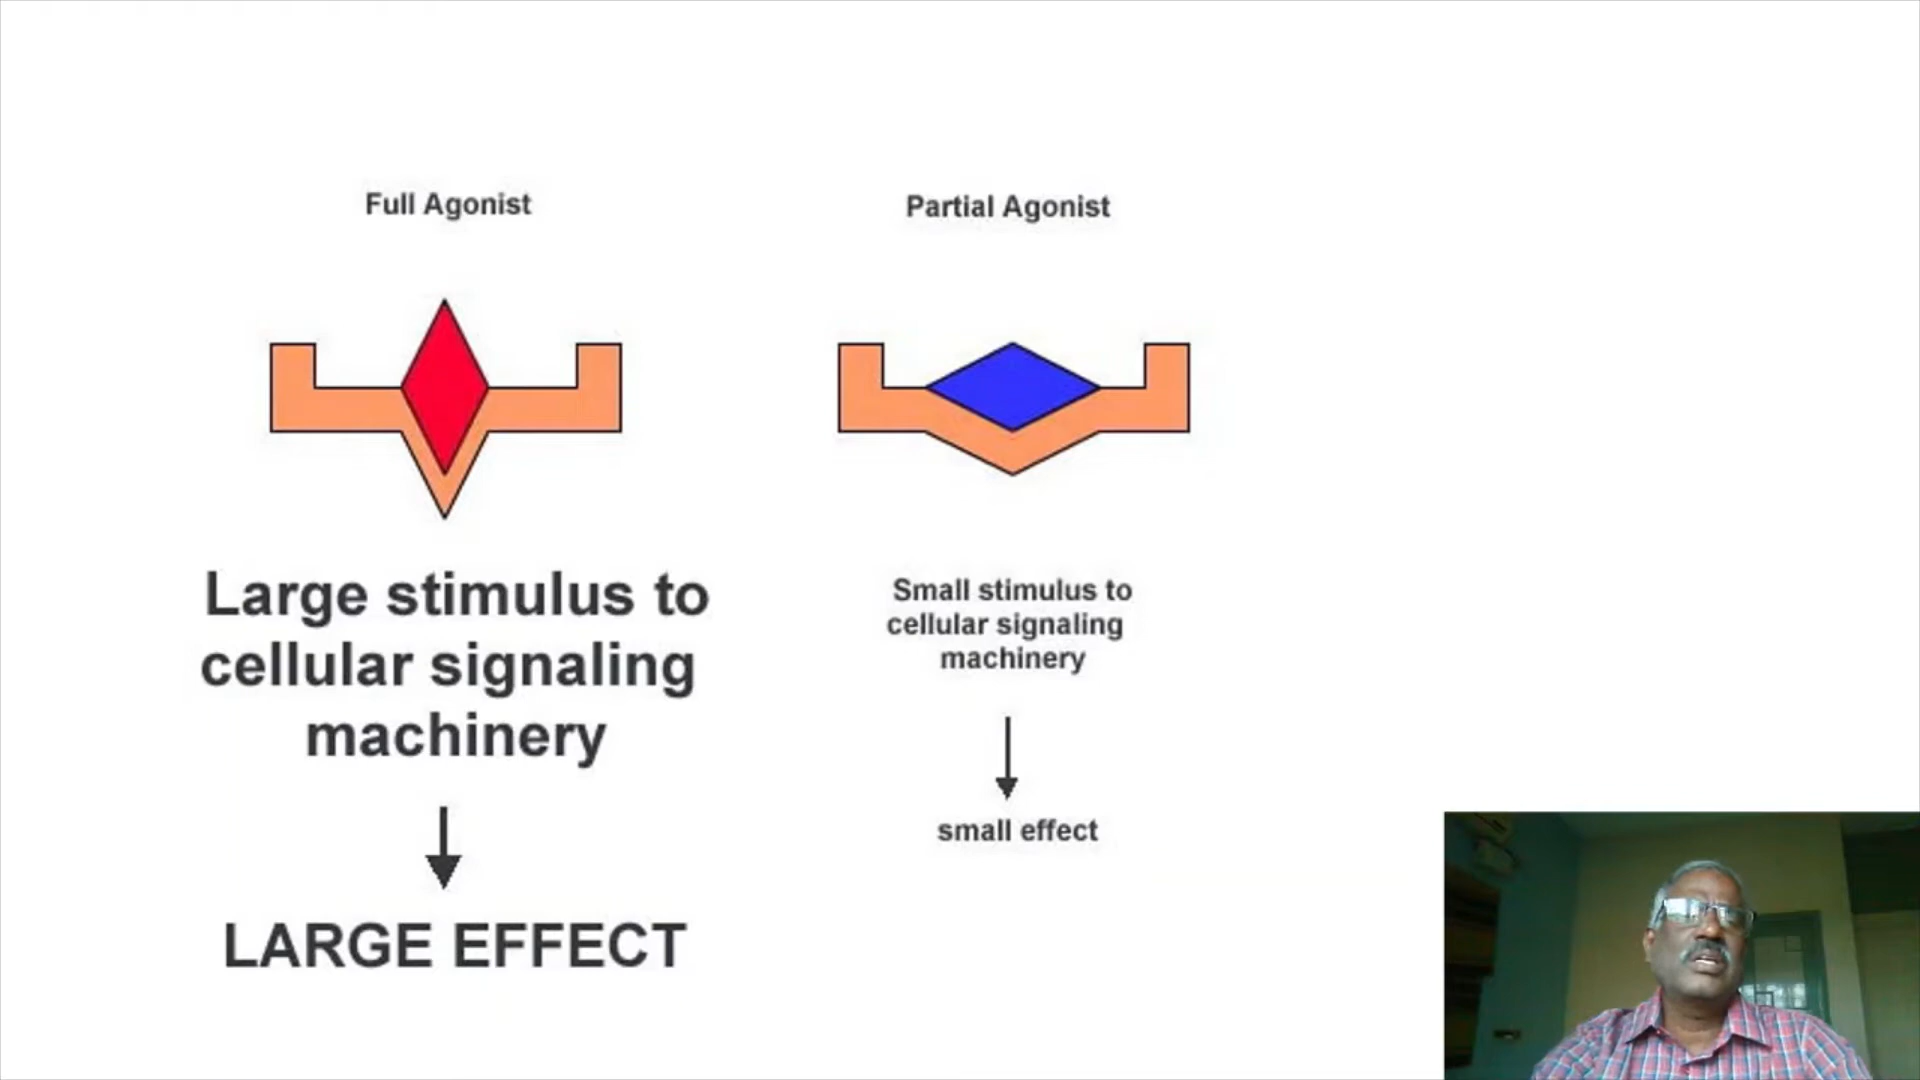 Full Agonist
Large stimulus to
cellular signaling
machinery
LARGE EFFECT
Partial Agonist
Small stimulus to
cellular signaling
machinery
small effect